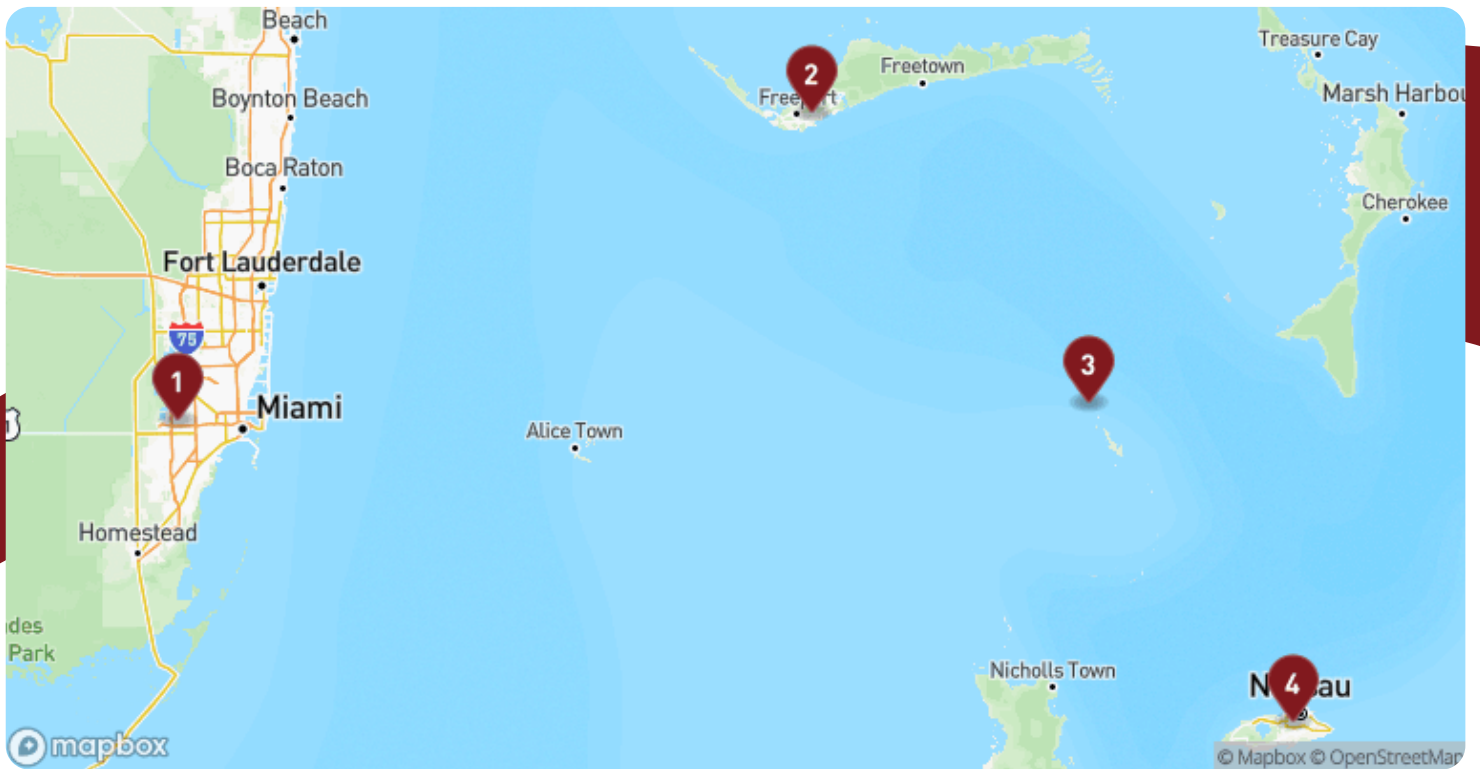 Beach
Treasure Cay
Freetown
2
Freeport
Boynton Beach
Marsh Harbou
Boca Raton
Cherokee
Fort Lauderdale
75
3
1
Miami
Alice Town
Homestead
des
Park
Nicholls Town
4
mapbox
© Mapbox © OpenStreetMap